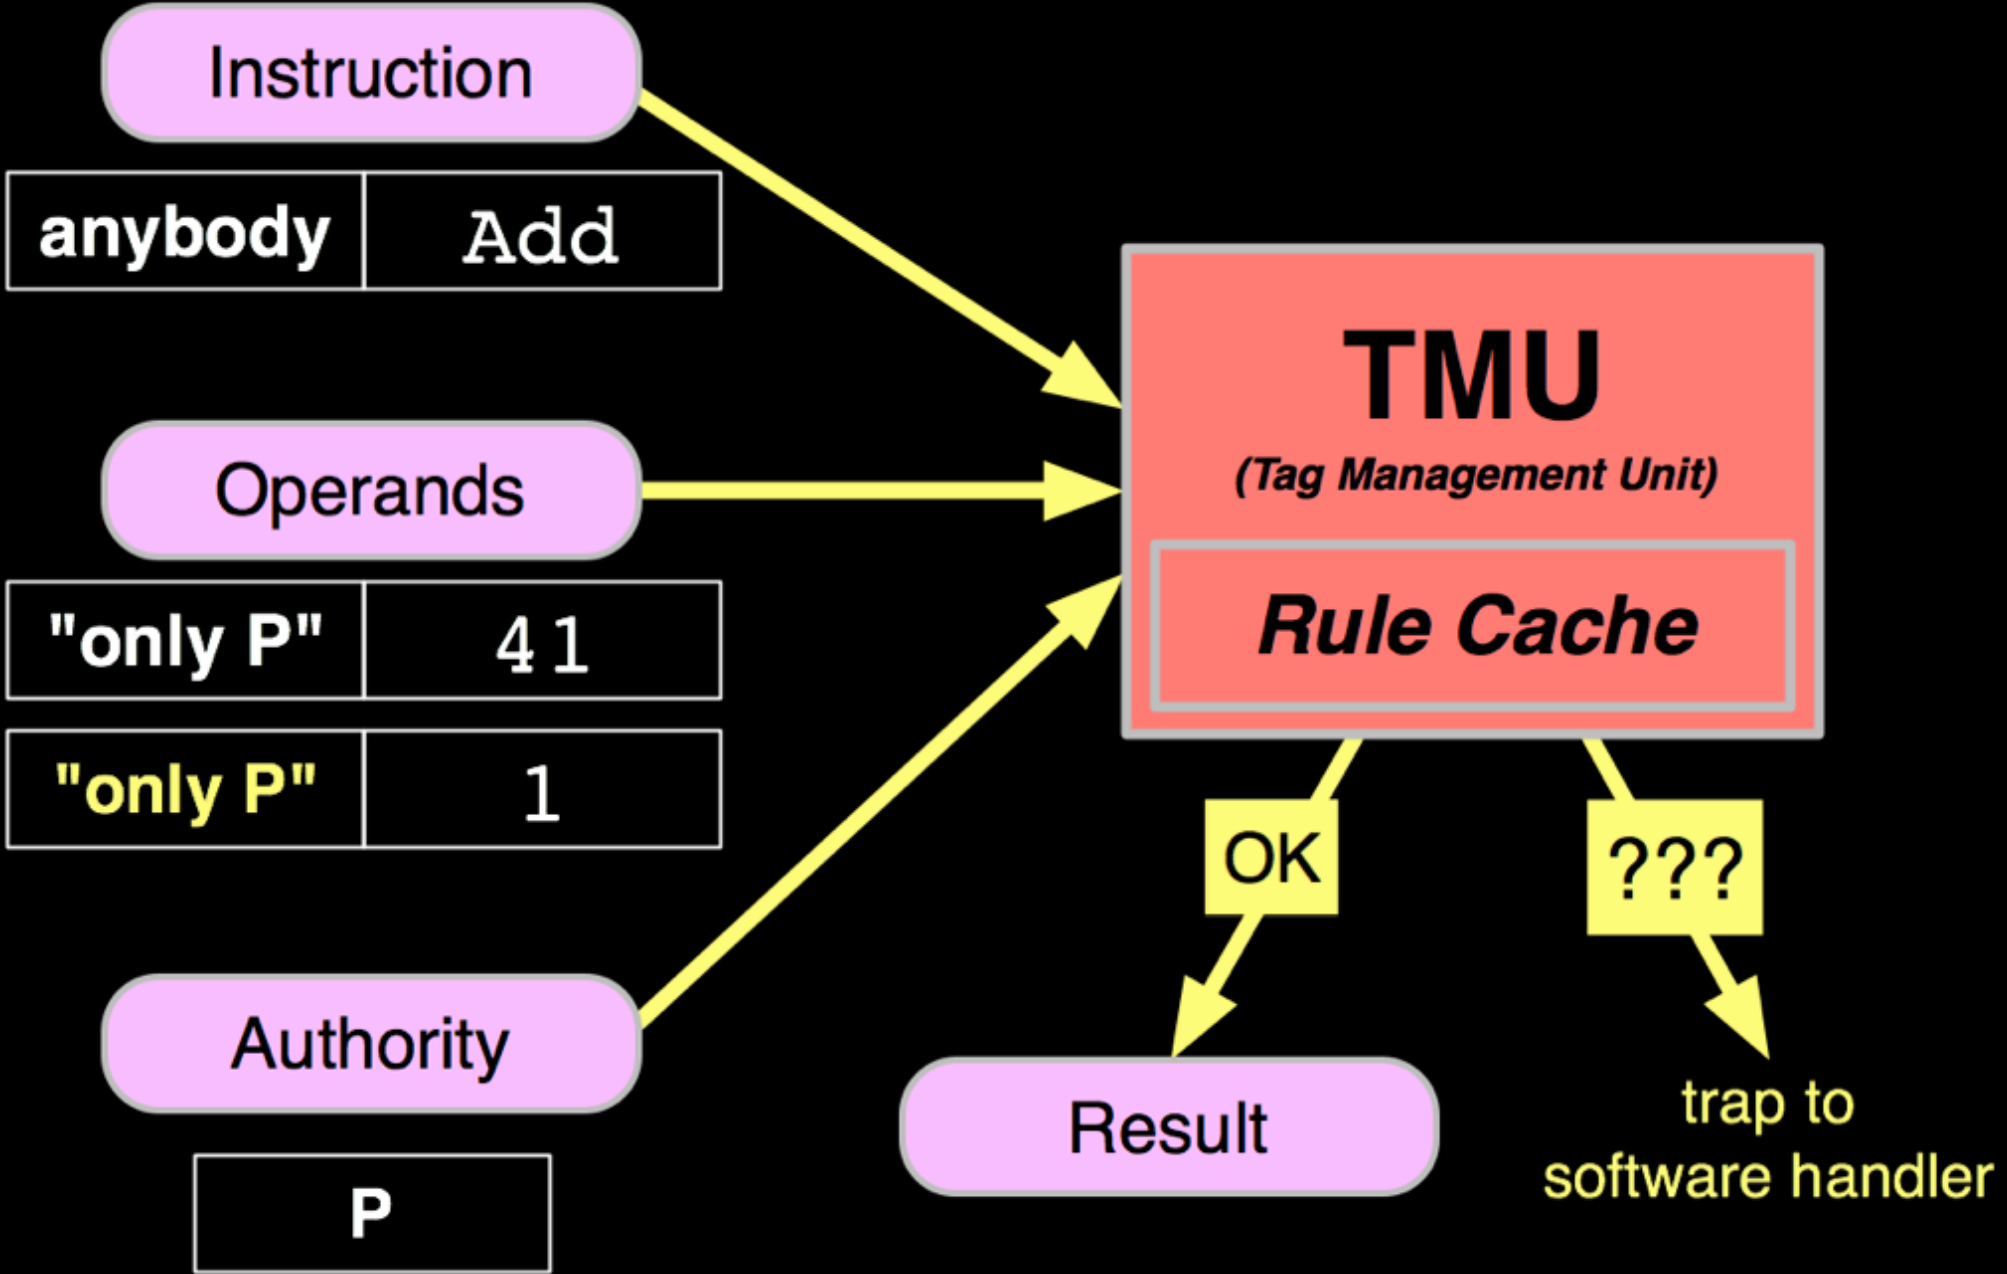 Instruction
anybody Add
Operands
"only P" 41
"only P" 1
Authority
P
TMU
(Tag Management Unit)
Rule Cache
OK
???
Result
trap to
software handler